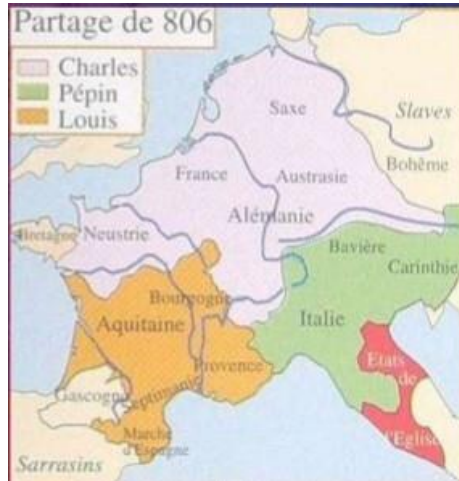 Partage de 806
Charles
Pépin
Louis
Saxe
Slaves
Bohême
France
Austrasie
Alémanie
Bretagne
Neustrie
Bavière
Carinthie
Bourgogne
Italie
Aquitaine
Provence
Etats
de
l'Eglise
Gascogne
Septimanie
Marche
d'Espagne
Sarrasins